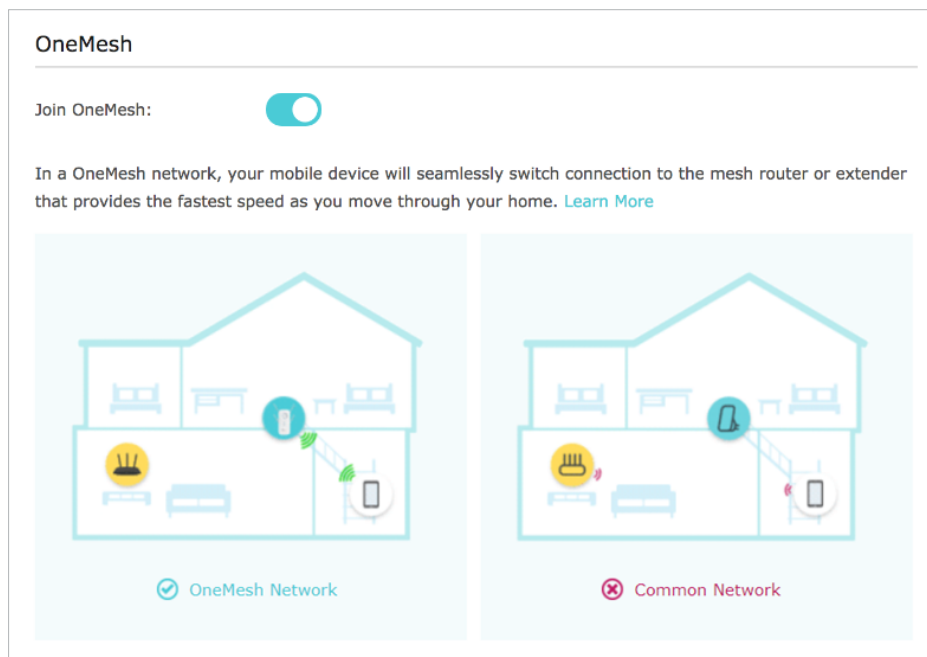 OneMesh
Join OneMesh:
In a OneMesh network, your mobile device will seamlessly switch connection to the mesh router or extender
that provides the fastest speed as you move through your home. Learn More
OneMesh Network
Common Network